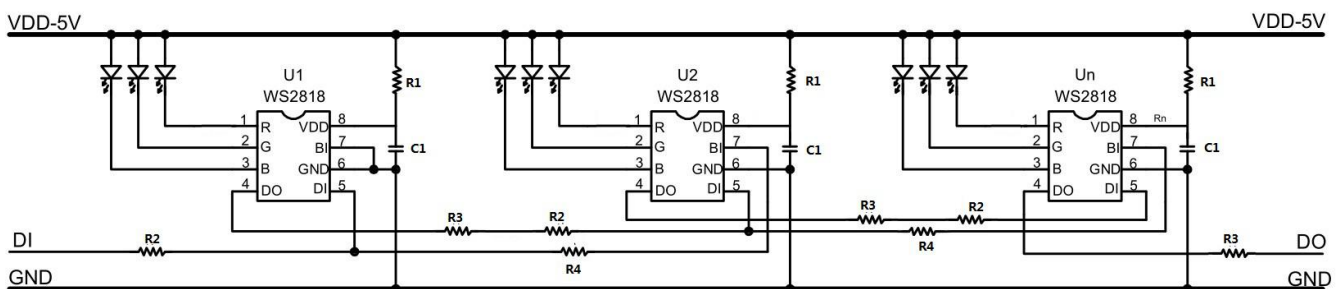 VDD-5V VDD-5V
U1 U2 Un
R1 R1 R1
WS2818 WS2818 WS2818
1 R VDD 8 1 R VDD 8 1 R VDD 8 Rn
2 G BI 7 2 G BI 7 2 G BI 7
C1 C1 C1
3 B GND 6 3 B GND 6 3 B GND 6
4 DO DI 5 4 DO DI 5 4 DO DI 5
R3 R2 R3 R2
DI R2 R4 R4 R3 DO
GND GND